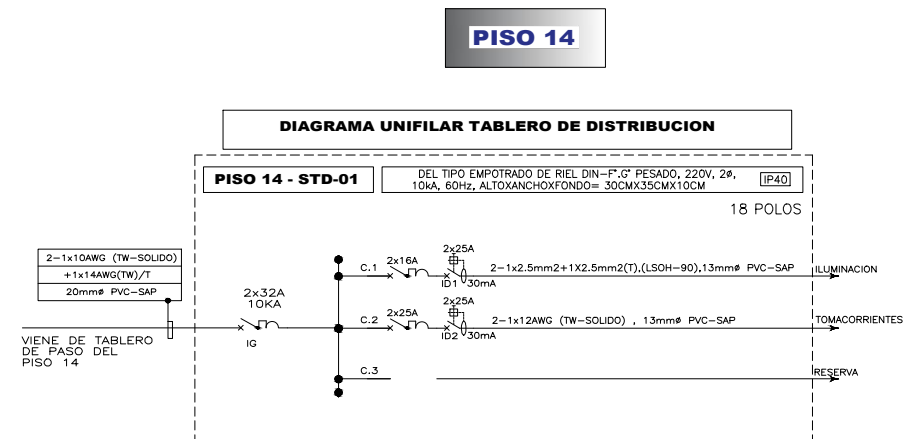 PISO 14
DIAGRAMA UNIFILAR TABLERO DE DISTRIBUCION
PISO 14 - STD-01
DEL TIPO EMPOTRADO DE RIEL DIN-F°.G° PESADO, 220V, 2ø,
10kA, 60Hz, ALTOXANCHOXFONDO= 30CMX35CMX10CM
IP40
18 POLOS
2-1x10AWG (TW-SOLIDO)
+1x14AWG(TW)/T
20mmø PVC-SAP
VIENE DE TABLERO
DE PASO DEL
PISO 14
2x32A
10KA
IG
C.1
2x16A
2x25A
ID1
30mA
2-1x2.5mm2+1X2.5mm2(T),(LSOH-90),13mmø PVC-SAP
ILUMINACION
C.2
2x25A
2x25A
ID2
30mA
2-1x12AWG (TW-SOLIDO) , 13mmø PVC-SAP
TOMACORRIENTES
C.3
RESERVA